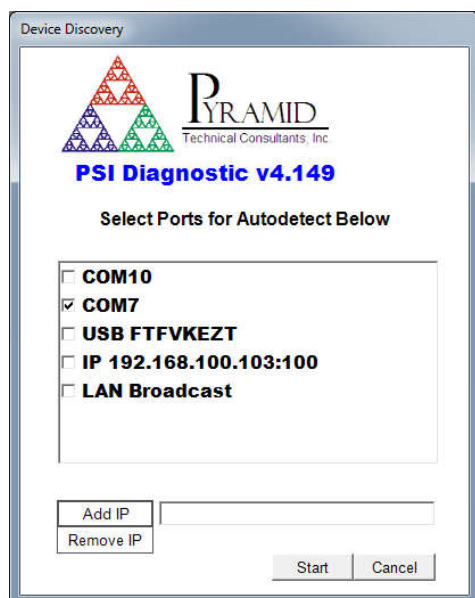 Device Discovery
PYRAMID
Technical Consultants, Inc.
PSI Diagnostic v4.149
Select Ports for Autodetect Below
COM10
COM7
USB FTFVKEZT
IP 192.168.100.103:100
LAN Broadcast
Add IP
Remove IP
Start Cancel